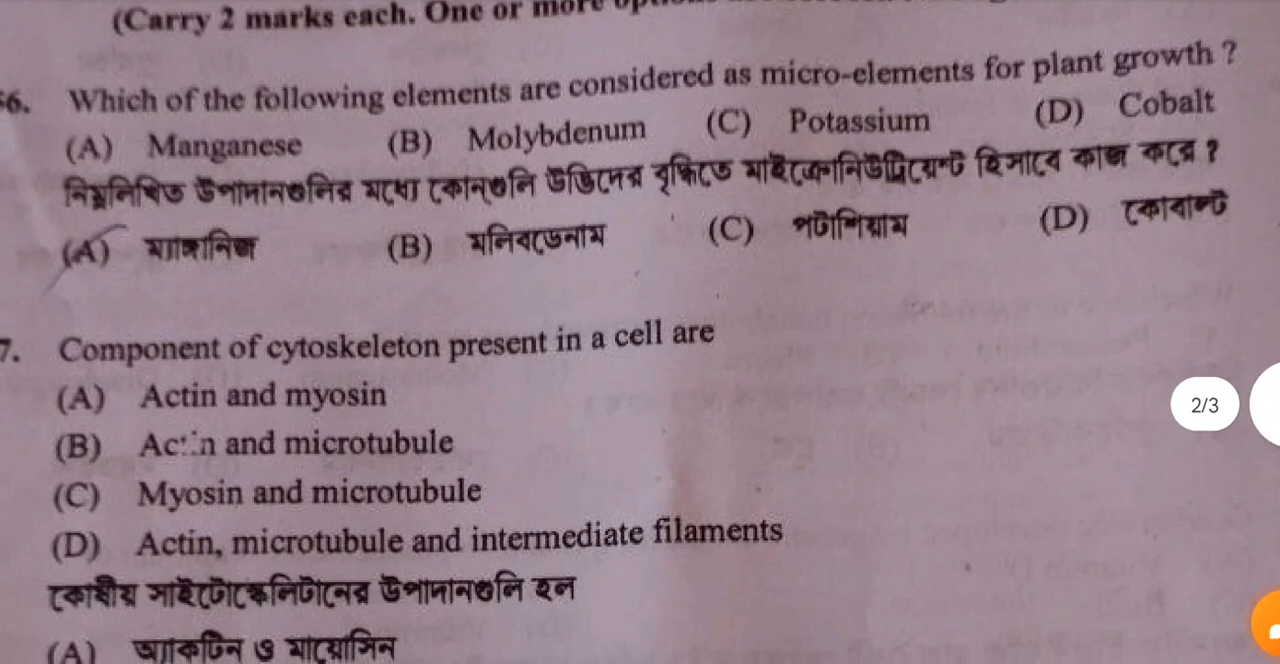 (Carry 2 marks each. One or more
6. Which of the following elements are considered as micro-elements for plant growth ?
(A) Manganese (B) Molybdenum (C) Potassium (D) Cobalt
নিম্নলিখিত উপাদানগুলির মধ্যে কোন্‌গুলি উদ্ভিদের বৃদ্ধিতে মাইক্রোনিউট্রিয়েন্ট হিসাবে কাজ করে ?
(A) ম্যাঙ্গানিজ (B) মলিবডেনাম (C) পটাশিয়াম (D) কোবাল্ট
7. Component of cytoskeleton present in a cell are
(A) Actin and myosin
2/3
(B) Actin and microtubule
(C) Myosin and microtubule
(D) Actin, microtubule and intermediate filaments
কোষীয় সাইটোস্কেলিটনের উপাদানগুলি হল
(A) অ্যাকটিন ও মায়োসিন